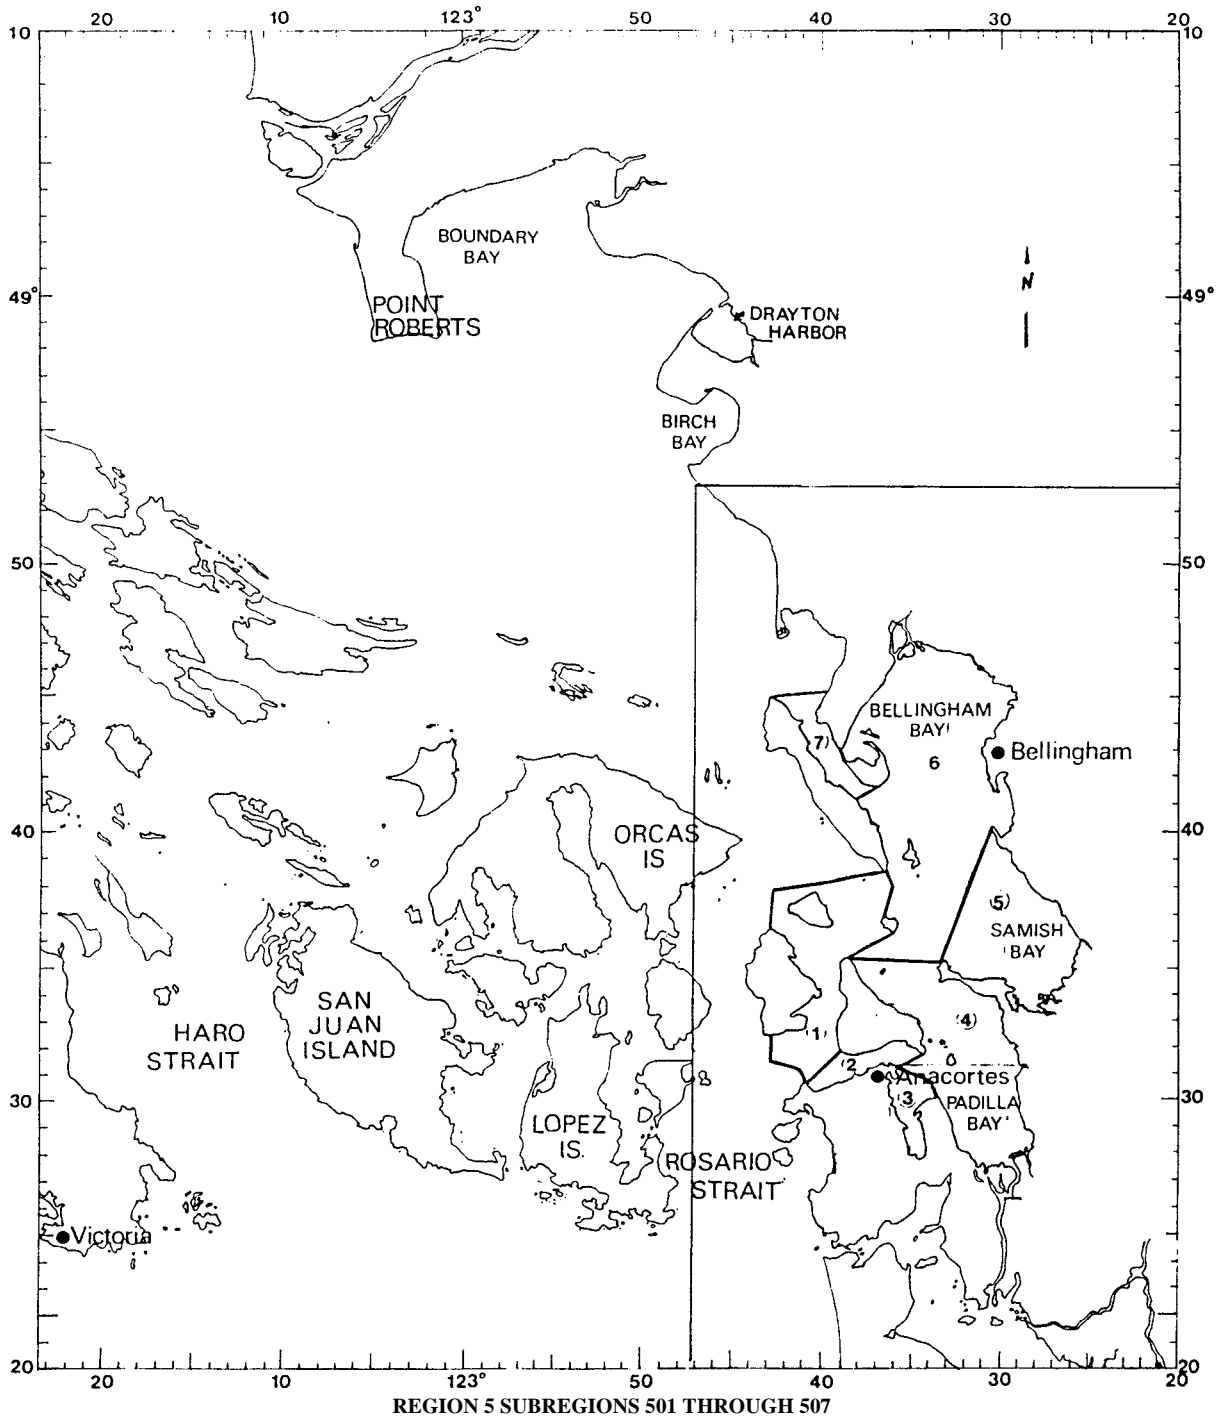 20 10 123° 50 40 30 20
10 10
BOUNDARY
BAY
49° 49°
POINT
ROBERTS
N
DRAYTON
HARBOR
BIRCH
BAY
50 50
BELLINGHAM
BAY
7
6
Bellingham
40 40
ORCAS
IS
5
SAMISH
BAY
SAN
JUAN
ISLAND
HARO
STRAIT
4
1
2
Anacortes
3
30 30
PADILLA
BAY
LOPEZ
IS.
ROSARIO
STRAIT
Victoria
20 20
20 10 123° 50 40 30 20
REGION 5 SUBREGIONS 501 THROUGH 507